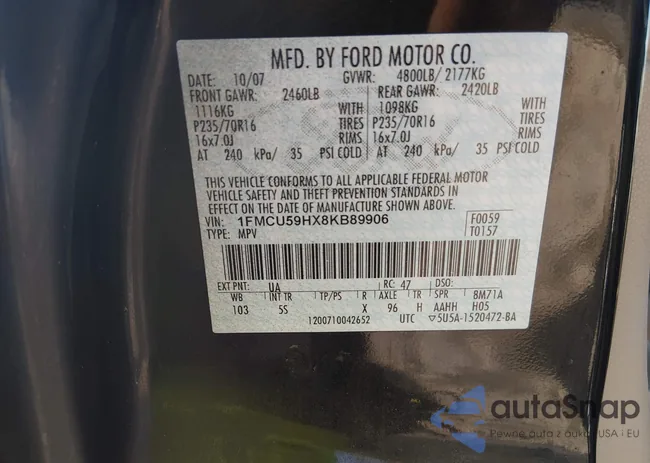 MFD. BY FORD MOTOR CO.
DATE: 10/07 GVWR: 4800LB/ 2177KG
FRONT GAWR: 2460LB REAR GAWR: 2420LB
1116KG WITH 1098KG WITH
P235/70R16 TIRES P235/70R16 TIRES
16x7.0J RIMS 16x7.0J RIMS
AT 240 kPa/ 35 PSI COLD AT 240 kPa/ 35 PSI COLD
THIS VEHICLE CONFORMS TO ALL APPLICABLE FEDERAL MOTOR
VEHICLE SAFETY AND THEFT PREVENTION STANDARDS IN
EFFECT ON THE DATE OF MANUFACTURE SHOWN ABOVE.
VIN: 1FMCU59HX8KB89906 F0059
TYPE: MPV T0157
EXT PNT: UA RC: 47 DSO:
WB INT TR TP/PS R AXLE TR SPR 8M71A
103 5S X 96 H AAHH H05
1200710042652 UTC ▽5U5A-1520472-BA
autoSnap
Pewne auta z aukcji USA i EU